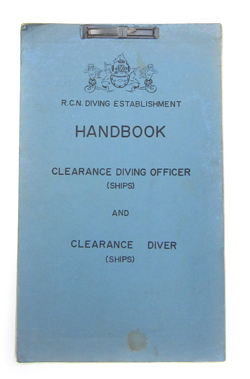 R.C.N. DIVING ESTABLISHMENT
HANDBOOK
CLEARANCE DIVING OFFICER
(SHIPS)
AND
CLEARANCE DIVER
(SHIPS)